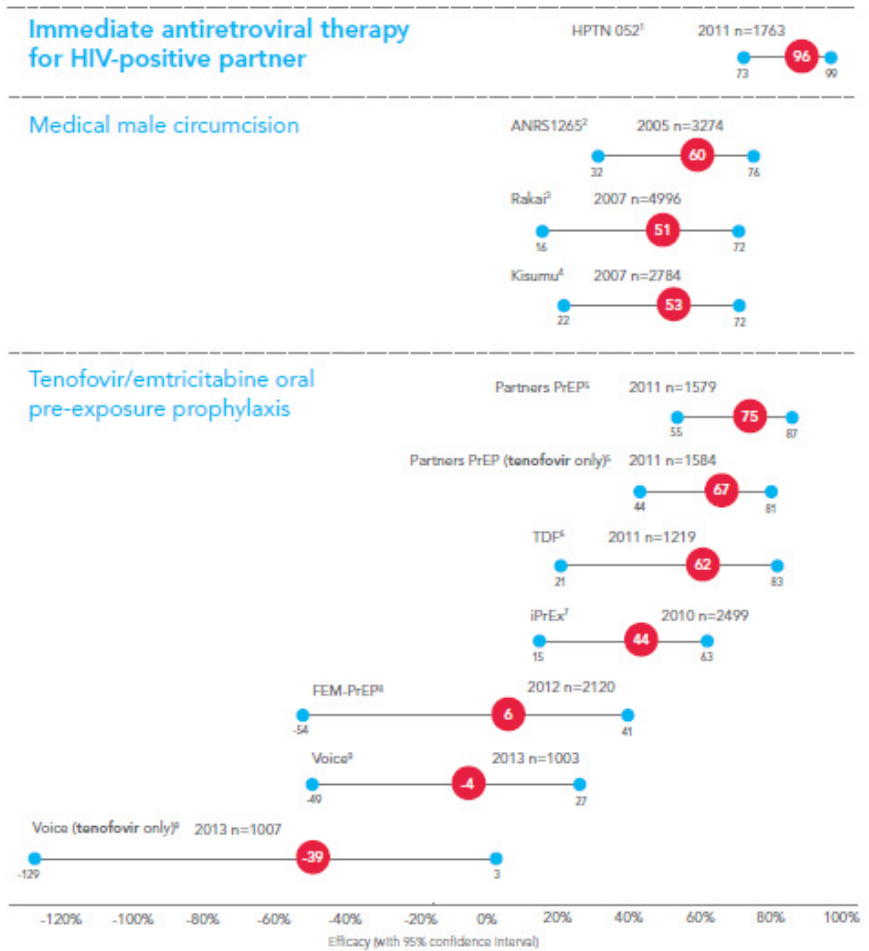 Immediate antiretroviral therapy
for HIV-positive partner
HPTN 052¹ 2011 n=1763
96
73 99
Medical male circumcision
ANRS1265² 2005 n=3274
60
32 76
Rakai³ 2007 n=4996
51
16 72
Kisumu⁴ 2007 n=2784
53
22 72
Tenofovir/emtricitabine oral
pre-exposure prophylaxis
Partners PrEP⁵ 2011 n=1579
75
55 87
Partners PrEP (tenofovir only)⁵ 2011 n=1584
67
44 81
TDF⁶ 2011 n=1219
62
21 83
iPrEx⁷ 2010 n=2499
44
15 63
FEM-PrEP⁸ 2012 n=2120
6
-54 41
Voice⁹ 2013 n=1003
-4
-49 27
Voice (tenofovir only)⁹ 2013 n=1007
-39
-129 3
-120% -100% -80% -60% -40% -20% 0% 20% 40% 60% 80% 100%
Efficacy (with 95% confidence interval)